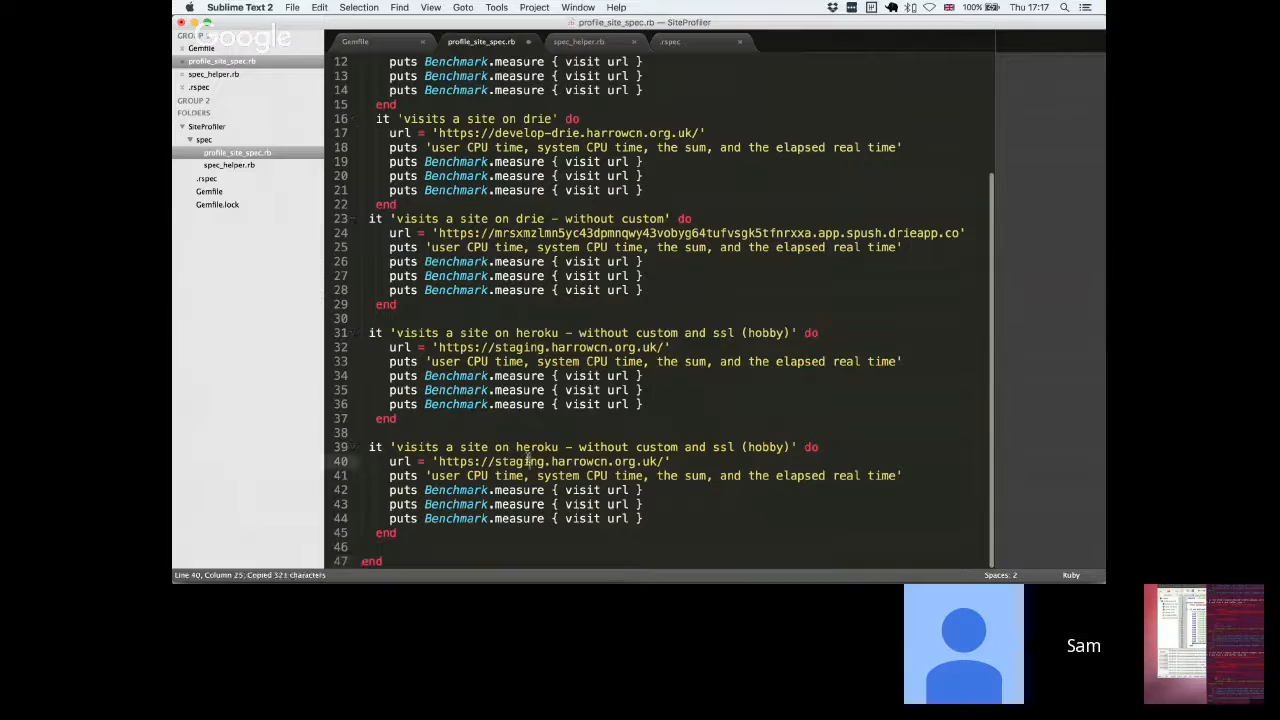 Sublime Text 2 File Edit Selection Find View Goto Tools Project Window Help 100% Thu 17:17
profile_site_spec.rb — SiteProfiler
Google
GROUP 1
Gemfile
profile_site_spec.rb
spec_helper.rb
.rspec
GROUP 2
FOLDERS
SiteProfiler
spec
profile_site_spec.rb
spec_helper.rb
.rspec
Gemfile
Gemfile.lock
Gemfile × profile_site_spec.rb spec_helper.rb × .rspec ×
12 puts Benchmark.measure { visit url }
13 puts Benchmark.measure { visit url }
14 puts Benchmark.measure { visit url }
15 end
16 it 'visits a site on drie' do
17 url = 'https://develop-drie.harrowcn.org.uk/'
18 puts 'user CPU time, system CPU time, the sum, and the elapsed real time'
19 puts Benchmark.measure { visit url }
20 puts Benchmark.measure { visit url }
21 puts Benchmark.measure { visit url }
22 end
23 it 'visits a site on drie - without custom' do
24 url = 'https://mrsxmzlmn5yc43dpmnqwy43vobyg64tufvsgk5tfnrxxa.app.spush.drieapp.co'
25 puts 'user CPU time, system CPU time, the sum, and the elapsed real time'
26 puts Benchmark.measure { visit url }
27 puts Benchmark.measure { visit url }
28 puts Benchmark.measure { visit url }
29 end
30
31 it 'visits a site on heroku - without custom and ssl (hobby)' do
32 url = 'https://staging.harrowcn.org.uk/'
33 puts 'user CPU time, system CPU time, the sum, and the elapsed real time'
34 puts Benchmark.measure { visit url }
35 puts Benchmark.measure { visit url }
36 puts Benchmark.measure { visit url }
37 end
38
39 it 'visits a site on heroku - without custom and ssl (hobby)' do
40 url = 'https://staging.harrowcn.org.uk/'
41 puts 'user CPU time, system CPU time, the sum, and the elapsed real time'
42 puts Benchmark.measure { visit url }
43 puts Benchmark.measure { visit url }
44 puts Benchmark.measure { visit url }
45 end
46
47 end
Line 40, Column 25; Copied 321 characters Spaces: 2 Ruby
Sam